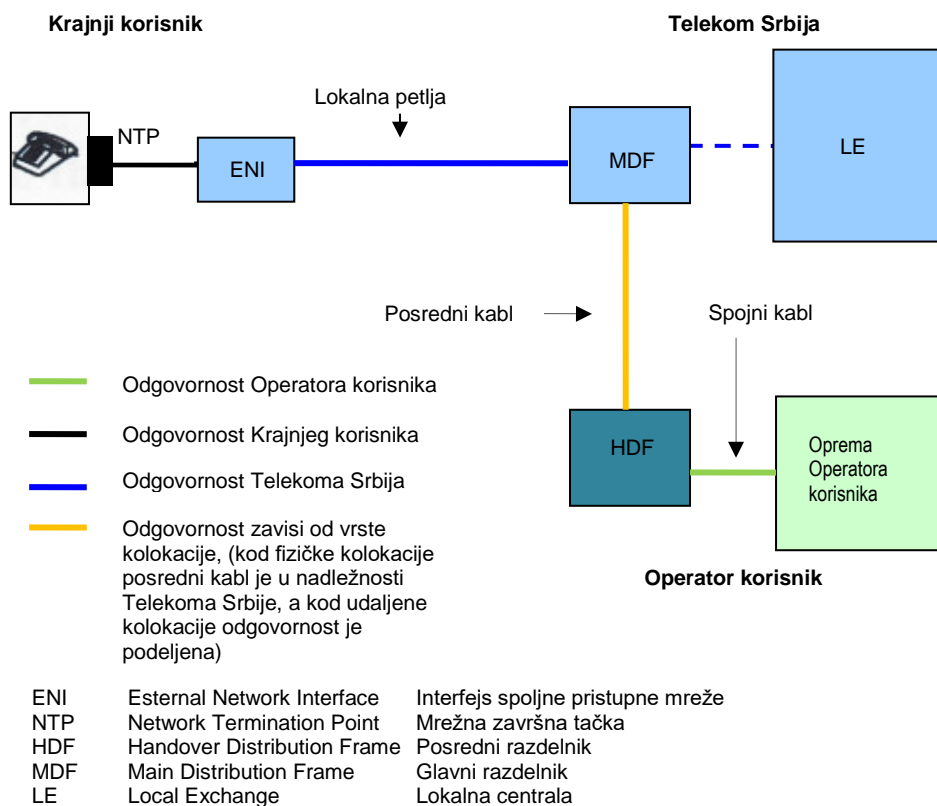 Krajnji korisnik
Telekom Srbija
Lokalna petlja
NTP
ENI
MDF
LE
Posredni kabl
Spojni kabl
HDF
Oprema
Operatora
korisnika
Operator korisnik
Odgovornost Operatora korisnika
Odgovornost Krajnjeg korisnika
Odgovornost Telekoma Srbija
Odgovornost zavisi od vrste
kolokacije, (kod fizičke kolokacije
posredni kabl je u nadležnosti
Telekoma Srbije, a kod udaljene
kolokacije odgovornost je
podeljena)
ENI Esternal Network Interface Interfejs spoljne pristupne mreže
NTP Network Termination Point Mrežna završna tačka
HDF Handover Distribution Frame Posredni razdelnik
MDF Main Distribution Frame Glavni razdelnik
LE Local Exchange Lokalna centrala